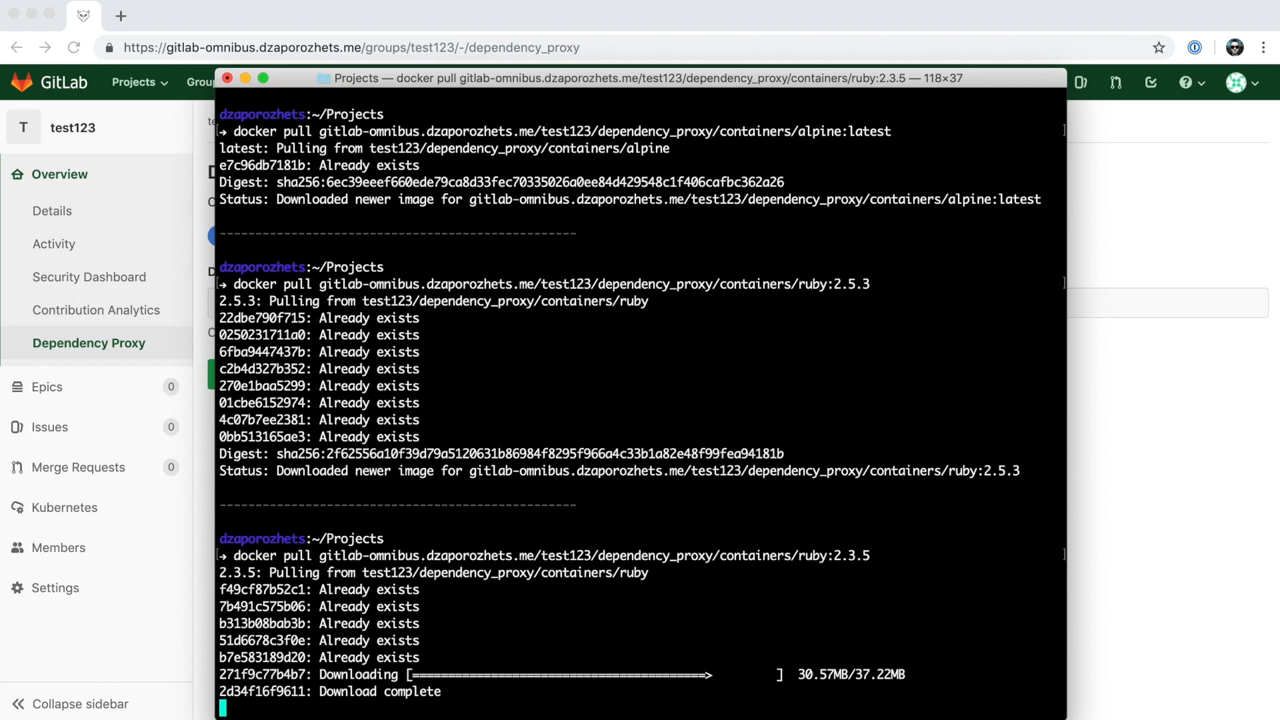 https://gitlab-omnibus.dzaporozhets.me/groups/test123/-/dependency_proxy
GitLab
Projects
Grou
Projects — docker pull gitlab-omnibus.dzaporozhets.me/test123/dependency_proxy/containers/ruby:2.3.5 — 118×37
T
test123
Overview
Details
Activity
Security Dashboard
Contribution Analytics
Dependency Proxy
Epics 0
Issues 0
Merge Requests 0
Kubernetes
Members
Settings
Collapse sidebar
dzaporozhets:~/Projects
→ docker pull gitlab-omnibus.dzaporozhets.me/test123/dependency_proxy/containers/alpine:latest
latest: Pulling from test123/dependency_proxy/containers/alpine
e7c96db7181b: Already exists
Digest: sha256:6ec39eeef660ede79ca8d33fec70335026a0ee84d429548c1f406cafbc362a26
Status: Downloaded newer image for gitlab-omnibus.dzaporozhets.me/test123/dependency_proxy/containers/alpine:latest
--------------------------------------------------
dzaporozhets:~/Projects
→ docker pull gitlab-omnibus.dzaporozhets.me/test123/dependency_proxy/containers/ruby:2.5.3
2.5.3: Pulling from test123/dependency_proxy/containers/ruby
22dbe790f715: Already exists
0250231711a0: Already exists
6fba9447437b: Already exists
c2b4d327b352: Already exists
270e1baa5299: Already exists
01cbe6152974: Already exists
4c07b7ee2381: Already exists
0bb513165ae3: Already exists
Digest: sha256:2f62556a10f39d79a5120631b86984f8295f966a4c33b1a82e48f99fea94181b
Status: Downloaded newer image for gitlab-omnibus.dzaporozhets.me/test123/dependency_proxy/containers/ruby:2.5.3
--------------------------------------------------
dzaporozhets:~/Projects
→ docker pull gitlab-omnibus.dzaporozhets.me/test123/dependency_proxy/containers/ruby:2.3.5
2.3.5: Pulling from test123/dependency_proxy/containers/ruby
f49cf87b52c1: Already exists
7b491c575b06: Already exists
b313b08bab3b: Already exists
51d6678c3f0e: Already exists
b7e583189d20: Already exists
271f9c77b4b7: Downloading [=========================================>         ] 30.57MB/37.22MB
2d34f16f9611: Download complete